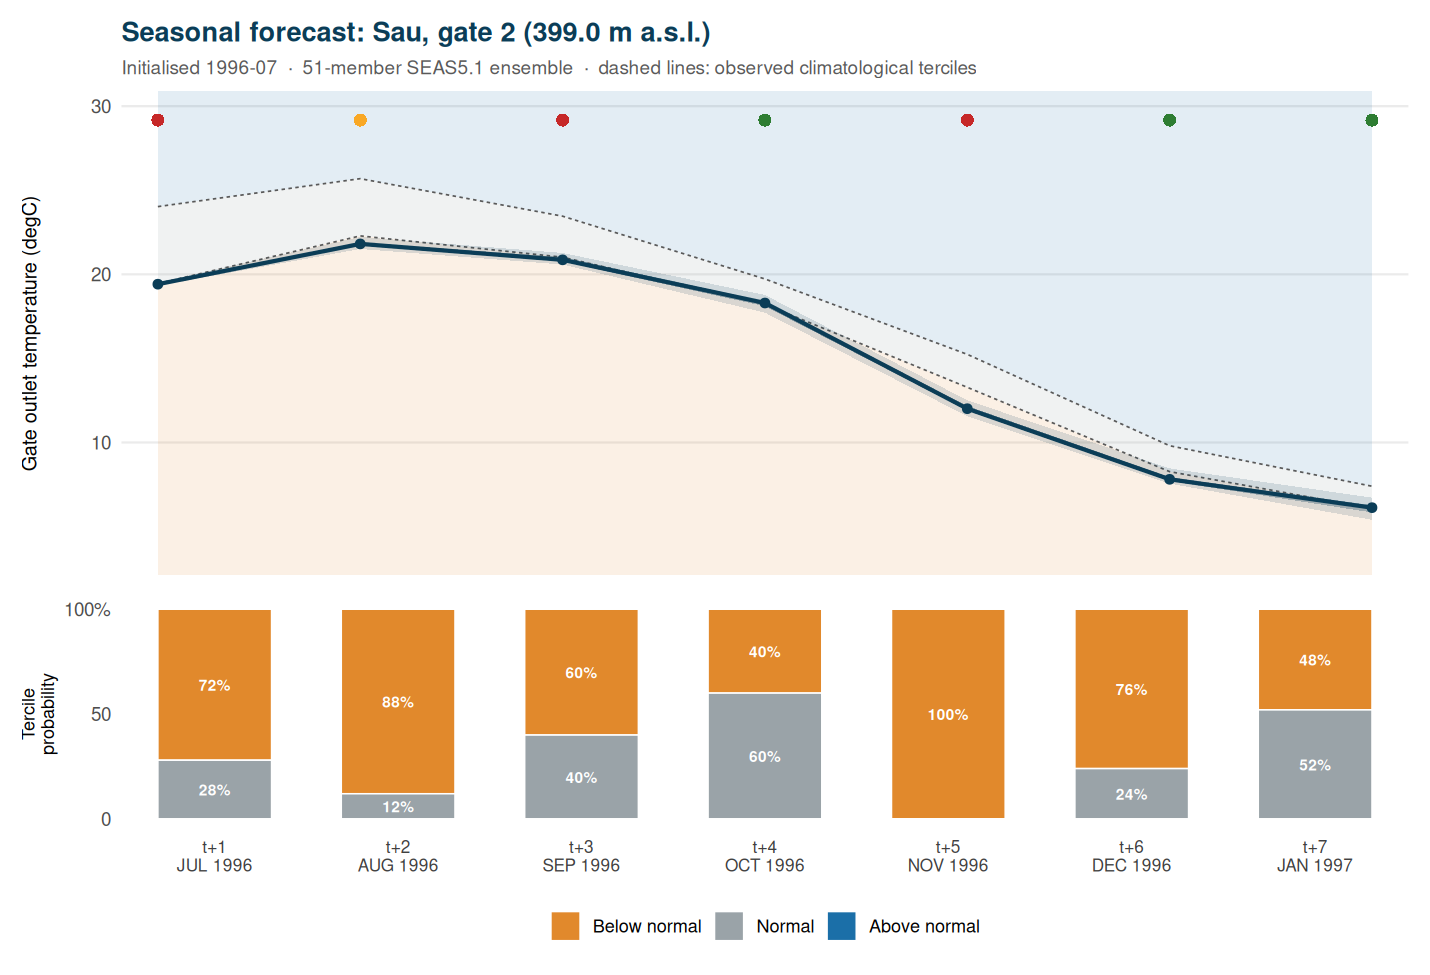 Seasonal forecast: Sau, gate 2 (399.0 m a.s.l.)
Initialised 1996-07 · 51-member SEAS5.1 ensemble · dashed lines: observed climatological terciles
Gate outlet temperature (degC)
30
20
10
Tercile
probability
100%
50
0
72%
28%
88%
12%
60%
40%
40%
60%
100%
76%
24%
48%
52%
t+1
JUL 1996
t+2
AUG 1996
t+3
SEP 1996
t+4
OCT 1996
t+5
NOV 1996
t+6
DEC 1996
t+7
JAN 1997
Below normal
Normal
Above normal